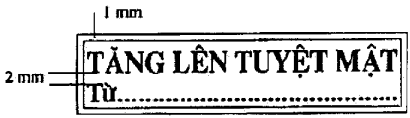 1 mm
TĂNG LÊN TUYỆT MẬT
2 mm
Từ................................................